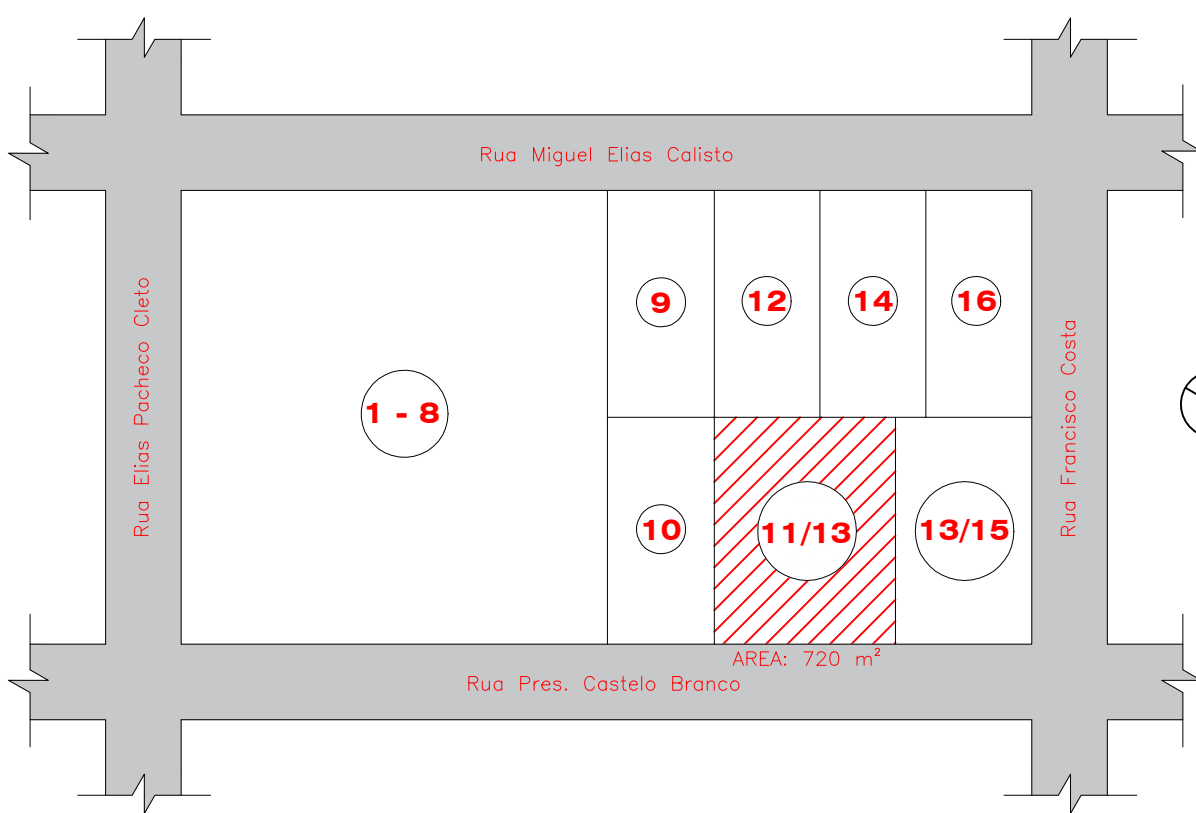 Rua Miguel Elias Calisto
Rua Elias Pacheco Cleto
9
12
14
16
1 - 8
Rua Francisco Costa
10
11/13
13/15
AREA: 720 m²
Rua Pres. Castelo Branco